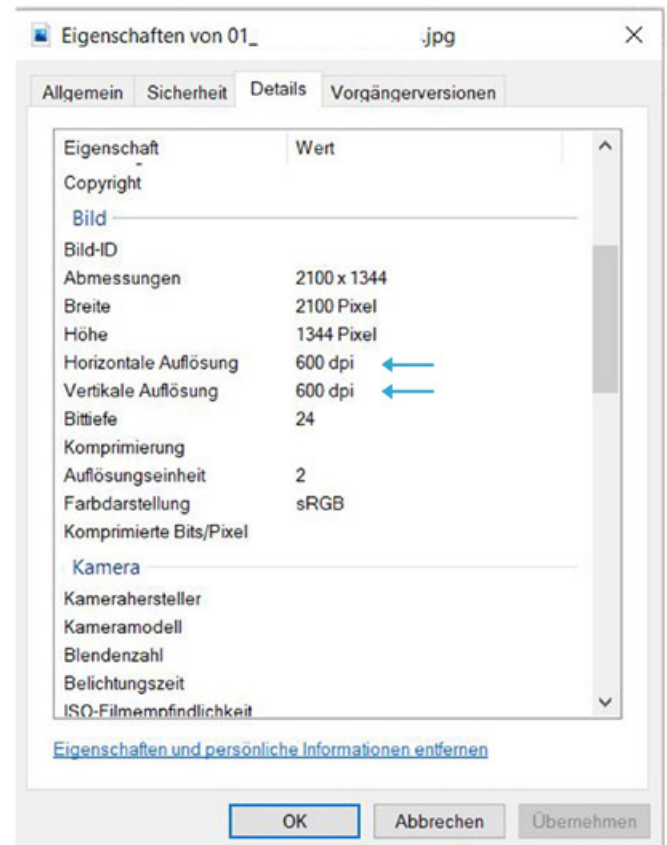 Eigenschaften von 01_ .jpg
Allgemein Sicherheit Details Vorgängerversionen
Eigenschaft Wert
Copyright
Bild
Bild-ID
Abmessungen 2100 x 1344
Breite 2100 Pixel
Höhe 1344 Pixel
Horizontale Auflösung 600 dpi
Vertikale Auflösung 600 dpi
Bittiefe 24
Komprimierung
Auflösungseinheit 2
Farbdarstellung sRGB
Komprimierte Bits/Pixel
Kamera
Kamerahersteller
Kameramodell
Blendenzahl
Belichtungszeit
ISO-Filmempfindlichkeit
Eigenschaften und persönliche Informationen entfernen
OK Abbrechen Übernehmen